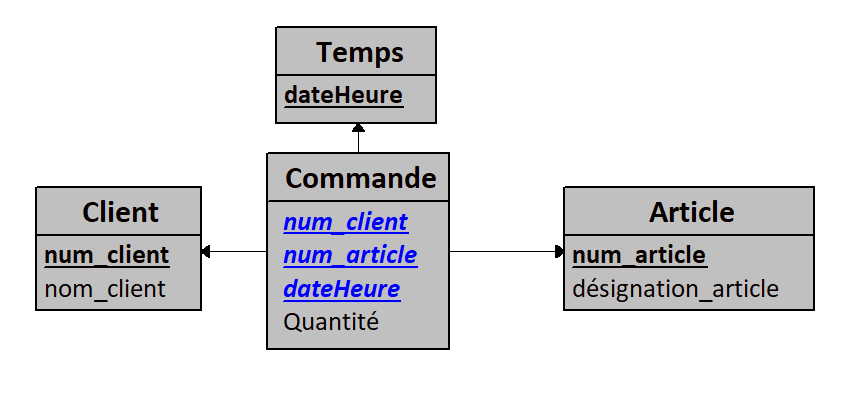 Temps
dateHeure
Client
num_client
nom_client
Commande
num_client
num_article
dateHeure
Quantité
Article
num_article
désignation_article